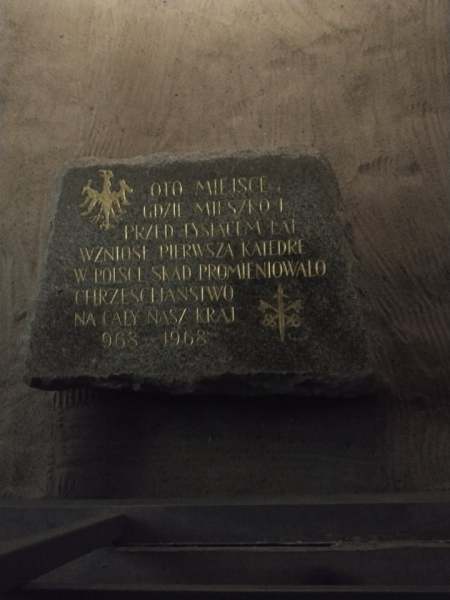 OTO MIEJSCE,
GDZIE MIESZKO I
PRZED TYSIĄCEM LAT
WZNIÓSŁ PIERWSZĄ KATEDRĘ
W POLSCE SKĄD PROMIENIOWAŁO
CHRZEŚCIJAŃSTWO
NA CAŁY NASZ KRAJ
968 - 1968